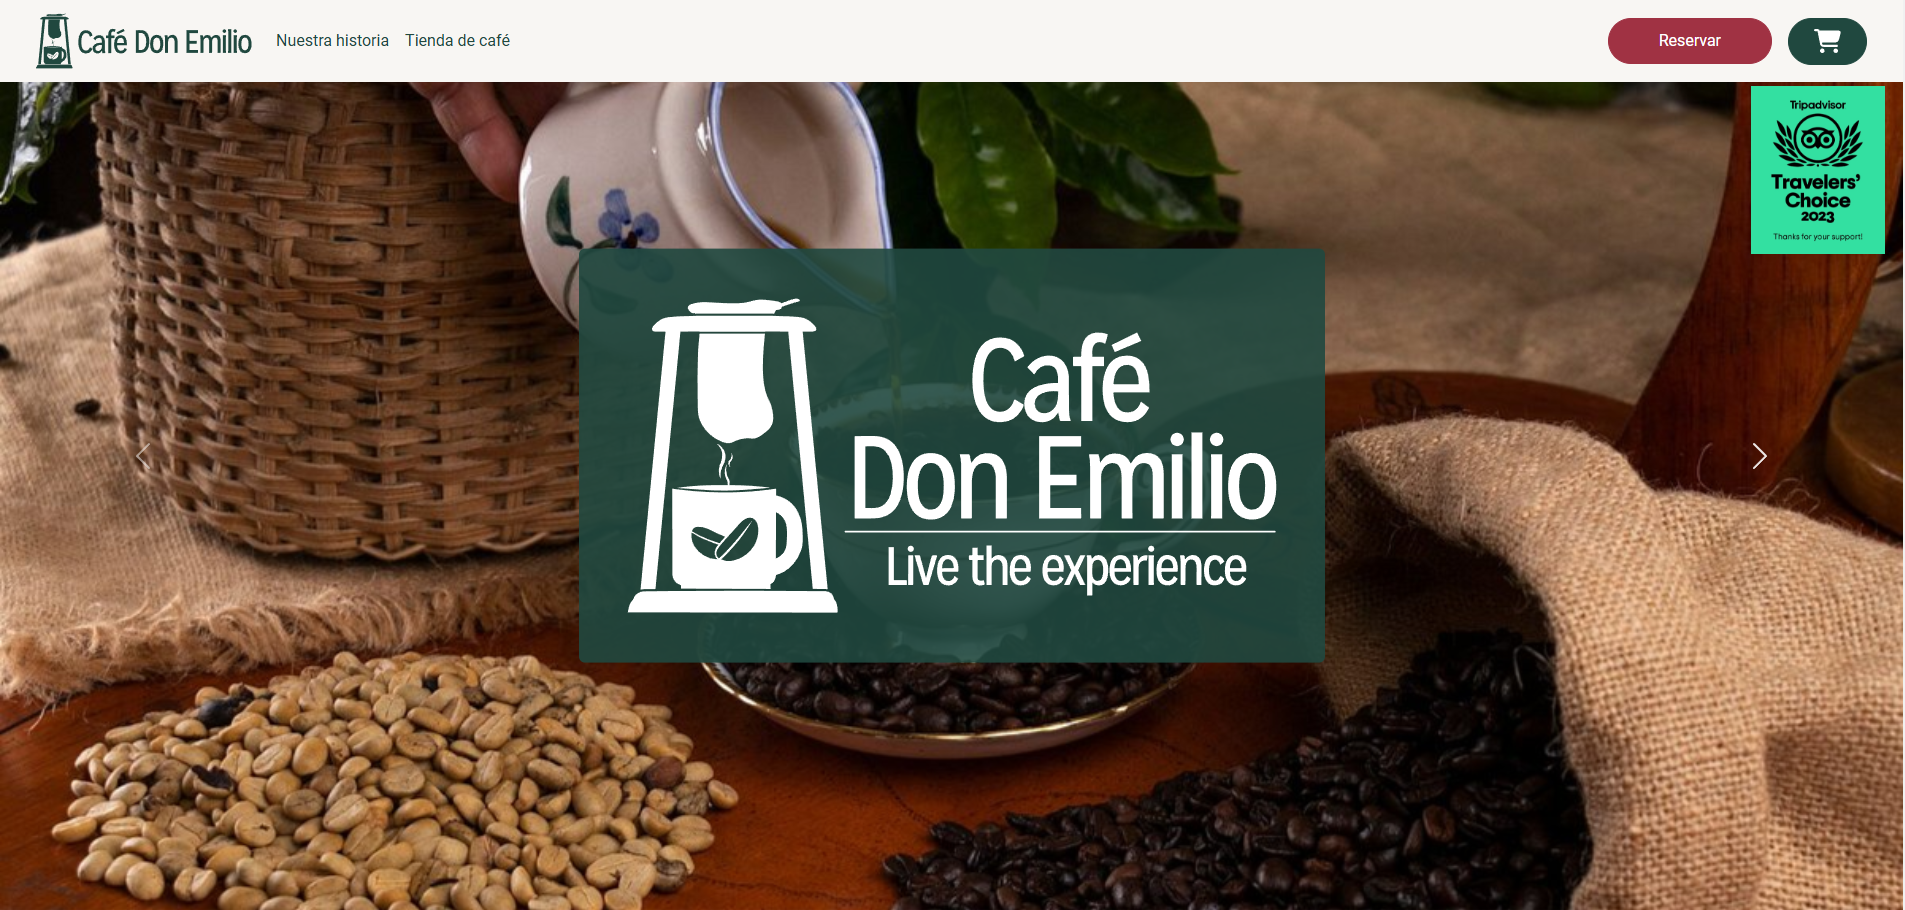 Café Don Emilio
Nuestra historia
Tienda de café
Reservar
Tripadvisor
Travelers'
Choice
2023
Thanks for your support!
Café
Don Emilio
Live the experience